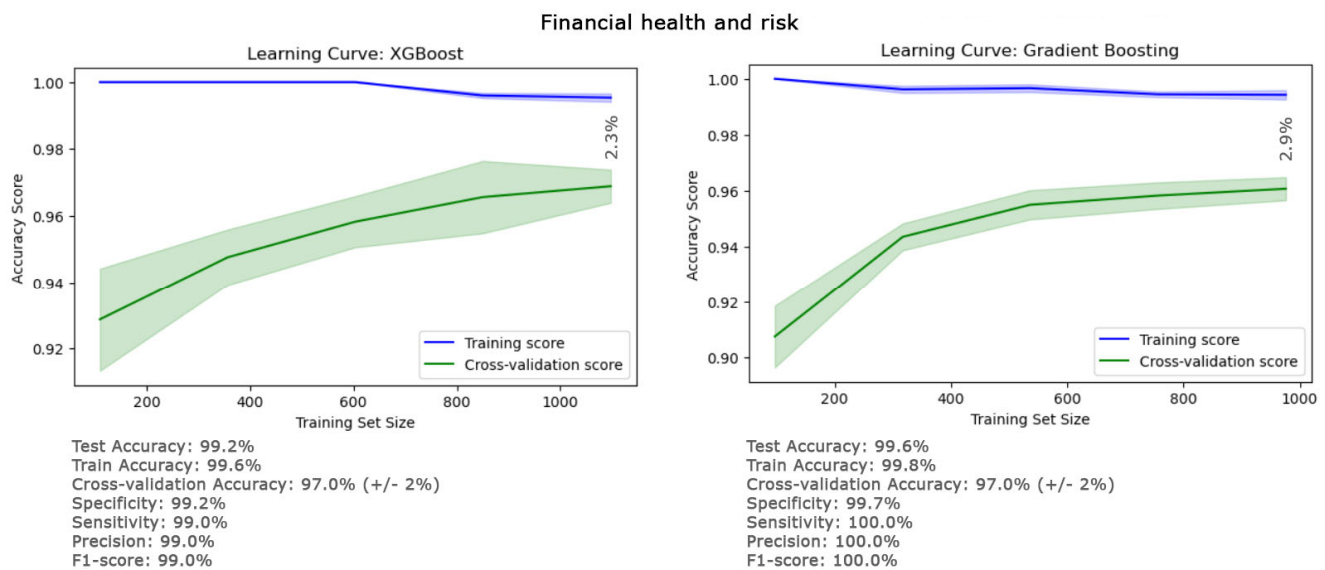 Financial health and risk
Learning Curve: XGBoost
1.00
0.98
0.96
0.94
0.92
Accuracy Score
2.3%
Training score
Cross-validation score
200
400
600
800
1000
Training Set Size
Test Accuracy: 99.2%
Train Accuracy: 99.6%
Cross-validation Accuracy: 97.0% (+/- 2%)
Specificity: 99.2%
Sensitivity: 99.0%
Precision: 99.0%
F1-score: 99.0%
Learning Curve: Gradient Boosting
1.00
0.98
0.96
0.94
0.92
0.90
Accuracy Score
2.9%
Training score
Cross-validation score
200
400
600
800
1000
Training Set Size
Test Accuracy: 99.6%
Train Accuracy: 99.8%
Cross-validation Accuracy: 97.0% (+/- 2%)
Specificity: 99.7%
Sensitivity: 100.0%
Precision: 100.0%
F1-score: 100.0%